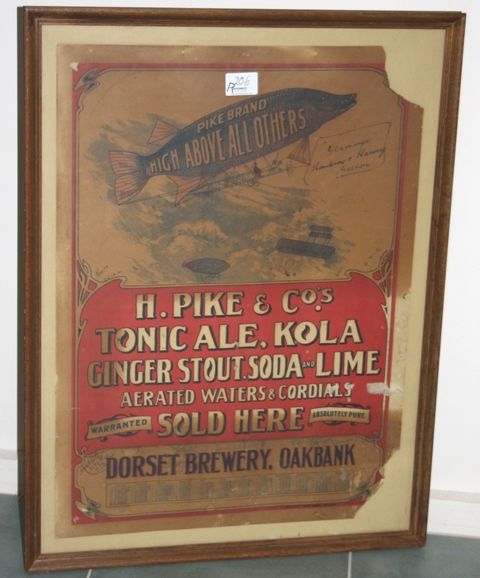 206
PIKE BRAND
HIGH ABOVE ALL OTHERS
H. PIKE & Co's
TONIC ALE, KOLA
GINGER STOUT, SODA AND LIME
AERATED WATERS & CORDIALS
WARRANTED SOLD HERE ABSOLUTELY PURE
DORSET BREWERY, OAKBANK